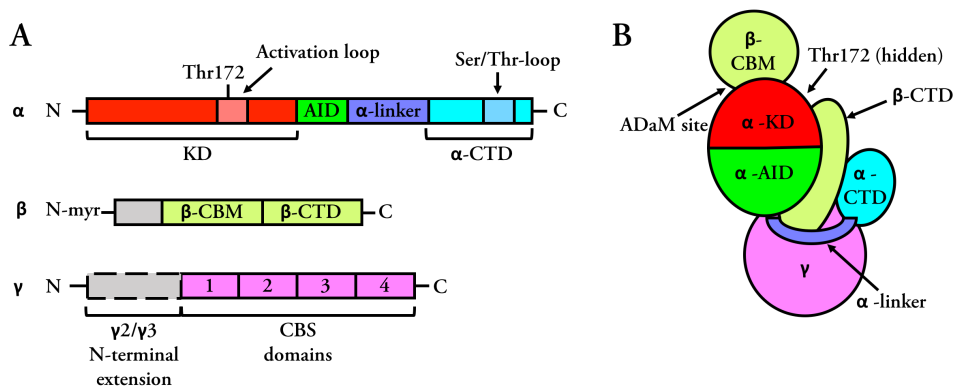 A
Activation loop
Thr172
Ser/Thr-loop
α N AID α-linker C
KD
α-CTD
β N-myr β-CBM β-CTD C
γ N 1 2 3 4 C
γ2/γ3
N-terminal
extension
CBS
domains
B
β-
CBM
Thr172 (hidden)
β-CTD
ADaM site
α -KD
α -AID
α -
CTD
γ
α -linker